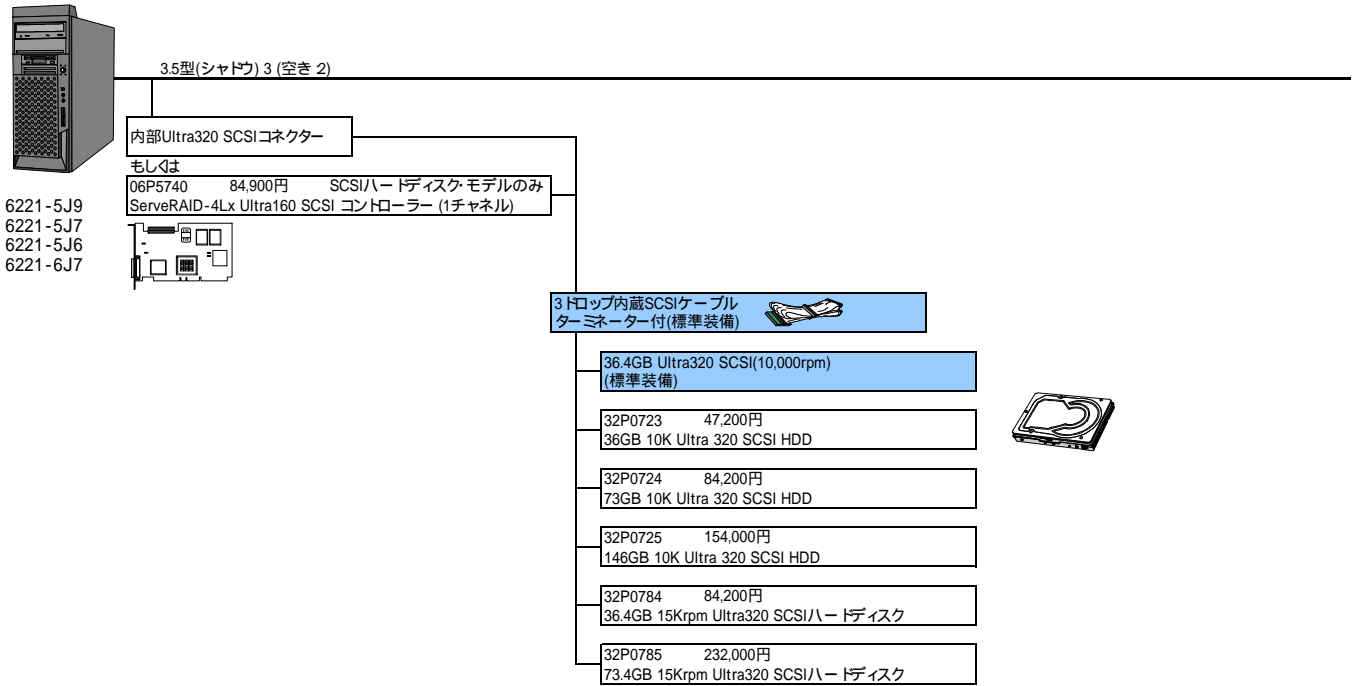 3.5型(シャドウ) 3 (空き 2)
内部Ultra320 SCSIコネクター
もしくは
06P5740 84,900円 SCSIハードディスク・モデルのみ
ServeRAID-4Lx Ultra160 SCSI コントローラー (1チャネル)
6221-5J9
6221-5J7
6221-5J6
6221-6J7
3ドロップ内蔵SCSIケーブル
ターミネーター付(標準装備)
36.4GB Ultra320 SCSI(10,000rpm)
(標準装備)
32P0723 47,200円
36GB 10K Ultra 320 SCSI HDD
32P0724 84,200円
73GB 10K Ultra 320 SCSI HDD
32P0725 154,000円
146GB 10K Ultra 320 SCSI HDD
32P0784 84,200円
36.4GB 15Krpm Ultra320 SCSIハードディスク
32P0785 232,000円
73.4GB 15Krpm Ultra320 SCSIハードディスク